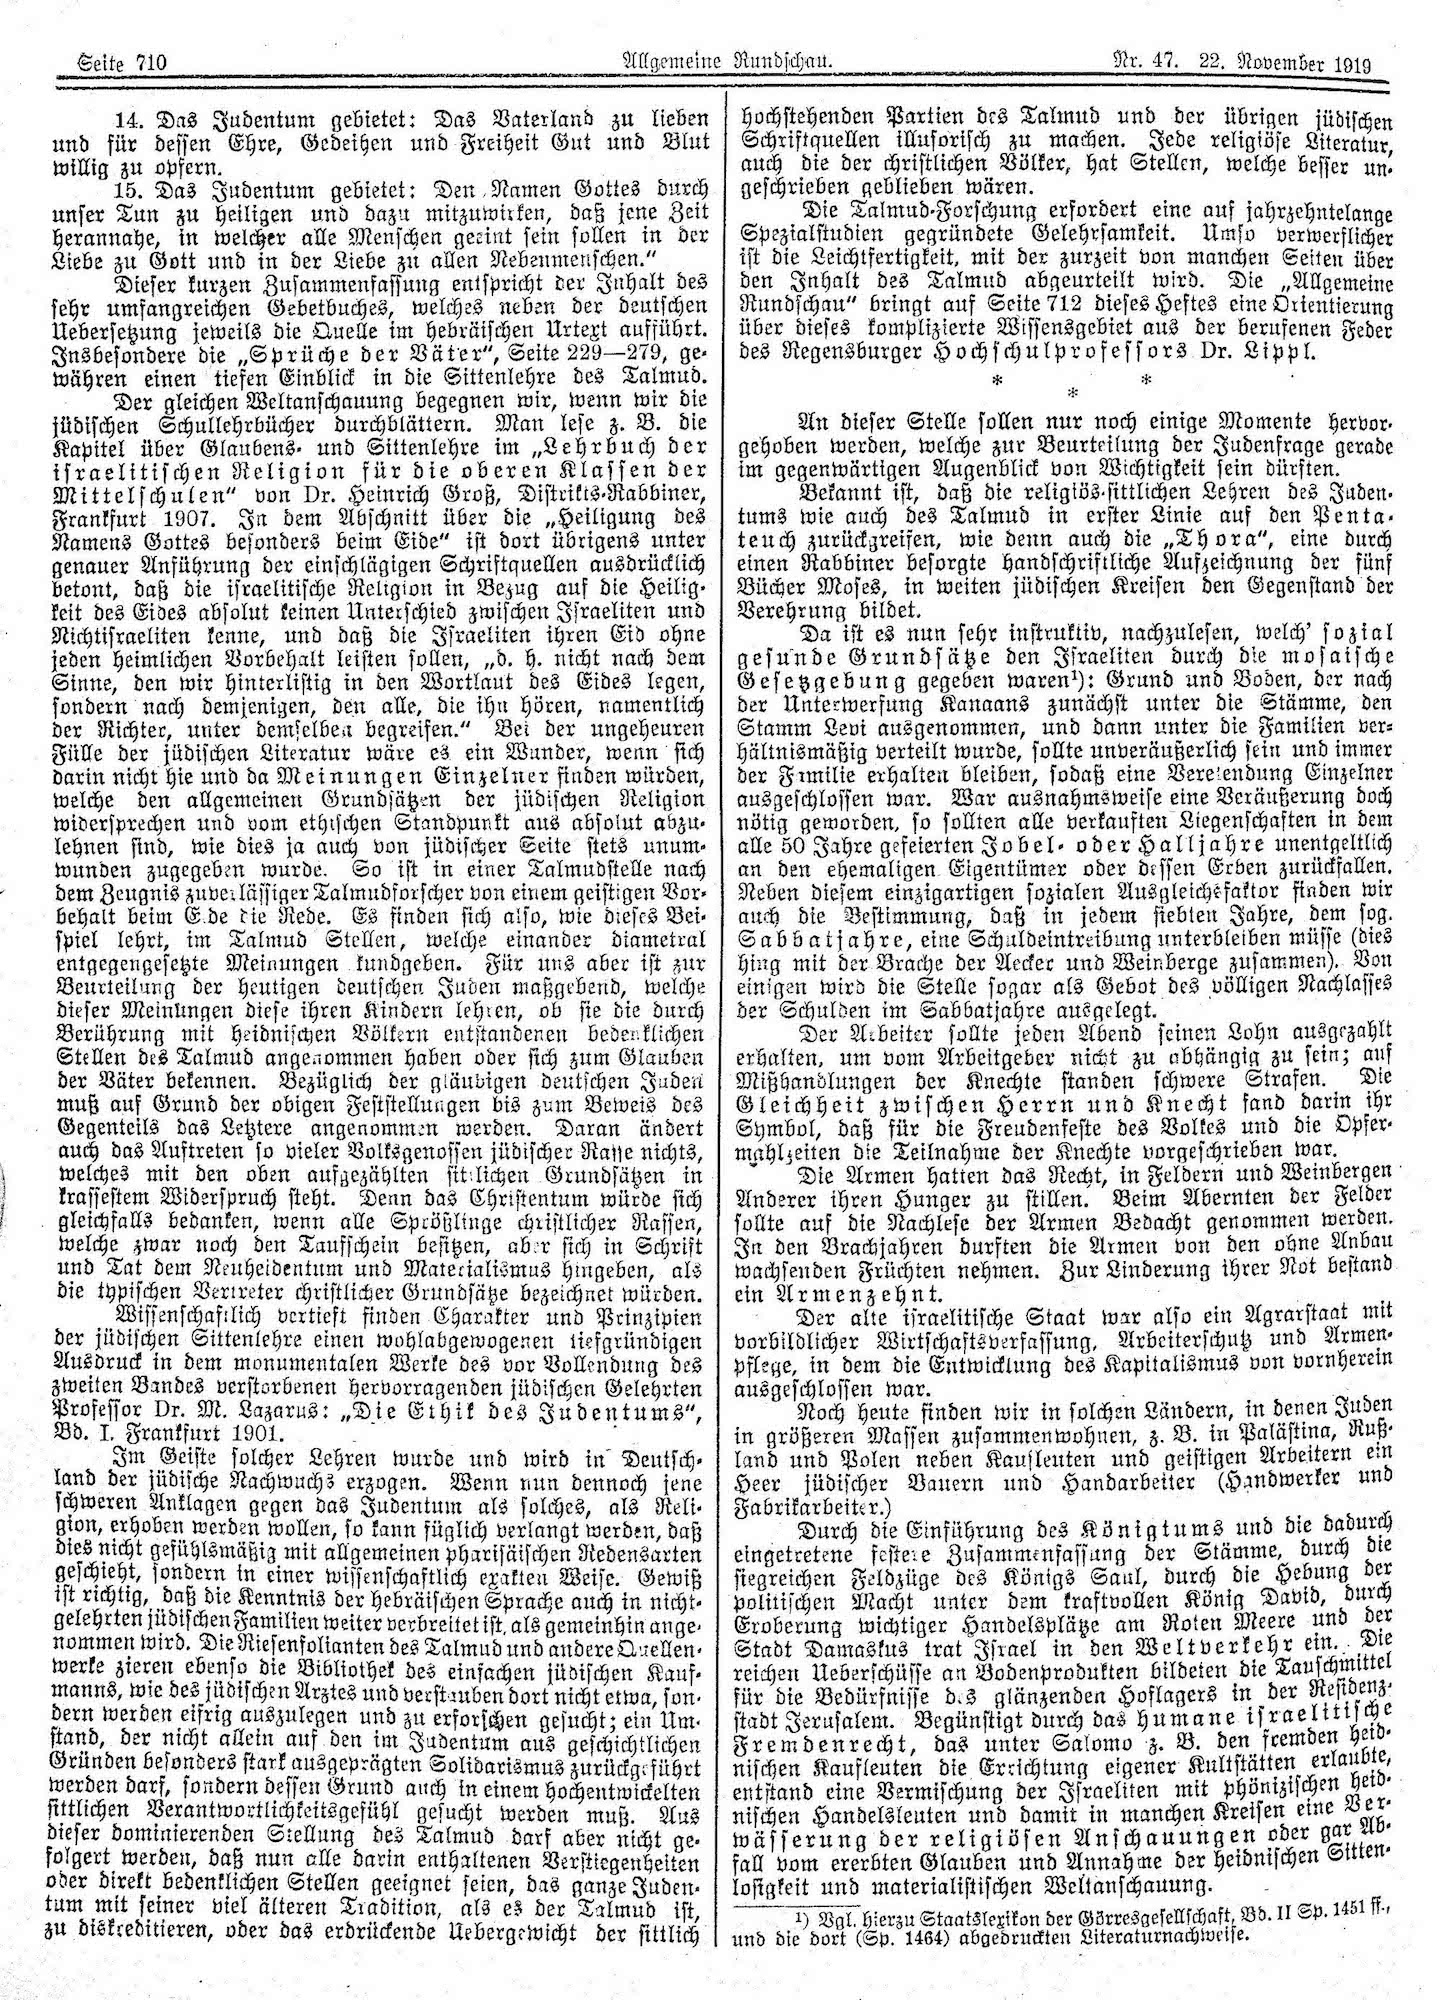 Seite 710
Allgemeine Rundschau.
Nr. 47. 22. November 1919
14. Das Judentum gebietet: Das Vaterland zu lieben
und für dessen Ehre, Gedeihen und Freiheit Gut und Blut
willig zu opfern.
15. Das Judentum gebietet: Den Namen Gottes durch
unser Tun zu heiligen und dazu mitzuwirken, daß jene Zeit
herannahe, in welcher alle Menschen geeint sein sollen in der
Liebe zu Gott und in der Liebe zu allen Nebenmenschen.“
Dieser kurzen Zusammenfassung entspricht der Inhalt des
sehr umfangreichen Gebetbuches, welches neben der deutschen
Uebersetzung jeweils die Quelle im hebräischen Urtext aufführt.
Insbesondere die „Sprüche der Väter“, Seite 229—279, ge-
währen einen tiefen Einblick in die Sittenlehre des Talmud.
Der gleichen Weltanschauung begegnen wir, wenn wir die
jüdischen Schullehrbücher durchblättern. Man lese z. B. die
Kapitel über Glaubens- und Sittenlehre im „Lehrbuch der
israelitischen Religion für die oberen Klassen der
Mittelschulen“ von Dr. Heinrich Groß, Distrikts-Rabbiner,
Frankfurt 1907. In dem Abschnitt über die „Heiligung des
Namens Gottes besonders beim Eide“ ist dort übrigens unter
genauer Anführung der einschlägigen Schriftquellen ausdrücklich
betont, daß die israelitische Religion in Bezug auf die Heilig-
keit des Eides absolut keinen Unterschied zwischen Israeliten und
Nichtisraeliten kenne, und daß die Israeliten ihren Eid ohne
jeden heimlichen Vorbehalt leisten sollen, „d. h. nicht nach dem
Sinne, den wir hinterlistig in den Wortlaut des Eides legen,
sondern nach demjenigen, den alle, die ihn hören, namentlich
der Richter, unter demselben begreifen.“ Bei der ungeheuren
Fülle der jüdischen Literatur wäre es ein Wunder, wenn sich
darin nicht hie und da Meinungen Einzelner finden würden,
welche den allgemeinen Grundsätzen der jüdischen Religion
widersprechen und vom ethischen Standpunkt aus absolut abzu-
lehnen sind, wie dies ja auch von jüdischer Seite stets unum-
wunden zugegeben wurde. So ist in einer Talmudstelle nach
dem Zeugnis zuverlässiger Talmudforscher von einem geistigen Vor-
behalt beim Eide die Rede. Es finden sich also, wie dieses Bei-
spiel lehrt, im Talmud Stellen, welche einander diametral
entgegengesetzte Meinungen kundgeben. Für uns aber ist zur
Beurteilung der heutigen deutschen Juden maßgebend, welche
dieser Meinungen diese ihren Kindern lehren, ob sie die durch
Berührung mit heidnischen Völkern entstandenen bedenklichen
Stellen des Talmud angenommen haben oder sich zum Glauben
der Väter bekennen. Bezüglich der gläubigen deutschen Juden
muß auf Grund der obigen Feststellungen bis zum Beweis des
Gegenteils das Letztere angenommen werden. Daran ändert
auch das Auftreten so vieler Volksgenossen jüdischer Rasse nichts,
welches mit den oben aufgezählten sittlichen Grundsätzen in
krassestem Widerspruch steht. Denn das Christentum würde sich
gleichfalls bedanken, wenn alle Sprößlinge christlicher Rassen,
welche zwar noch den Taufschein besitzen, aber sich in Schrift
und Tat dem Neuheidentum und Materialismus hingeben, als
die typischen Vertreter christlicher Grundsätze bezeichnet würden.
Wissenschaftlich vertieft finden Charakter und Prinzipien
der jüdischen Sittenlehre einen wohlabgewogenen tiefgründigen
Ausdruck in dem monumentalen Werke des vor Vollendung des
zweiten Bandes verstorbenen hervorragenden jüdischen Gelehrten
Professor Dr. M. Lazarus: „Die Ethik des Judentums“,
Bd. I. Frankfurt 1901.
Im Geiste solcher Lehren wurde und wird in Deutsch-
land der jüdische Nachwuchs erzogen. Wenn nun dennoch jene
schweren Anklagen gegen das Judentum als solches, als Reli-
gion, erhoben werden wollen, so kann füglich verlangt werden, daß
dies nicht gefühlsmäßig mit allgemeinen pharisäischen Redensarten
geschieht, sondern in einer wissenschaftlich exakten Weise. Gewiß
ist richtig, daß die Kenntnis der hebräischen Sprache auch in nicht-
gelehrten jüdischen Familien weiter verbreitet ist, als gemeinhin ange-
nommen wird. Die Riesenfolianten des Talmud und andere Quellen-
werke zieren ebenso die Bibliothek des einfachen jüdischen Kauf-
manns, wie des jüdischen Arztes und verstauben dort nicht etwa, son-
dern werden eifrig auszulegen und zu erforschen gesucht; ein Um-
stand, der nicht allein auf den im Judentum aus geschichtlichen
Gründen besonders stark ausgeprägten Solidarismus zurückgeführt
werden darf, sondern dessen Grund auch in einem hochentwickelten
sittlichen Verantwortlichkeitsgefühl gesucht werden muß. Aus
dieser dominierenden Stellung des Talmud darf aber nicht ge-
folgert werden, daß nun alle darin enthaltenen Verstiegenheiten
oder direkt bedenklichen Stellen geeignet seien, das ganze Juden-
tum mit seiner viel älteren Tradition, als es der Talmud ist,
zu diskreditieren, oder das erdrückende Uebergewicht der sittlich
hochstehenden Partien des Talmud und der übrigen jüdischen
Schriftquellen illusorisch zu machen. Jede religiöse Literatur,
auch die der christlichen Völker, hat Stellen, welche besser un-
geschrieben geblieben wären.
Die Talmud-Forschung erfordert eine auf jahrzehntelange
Spezialstudien gegründete Gelehrsamkeit. Umso verwerflicher
ist die Leichtfertigkeit, mit der zurzeit von manchen Seiten über
den Inhalt des Talmud abgeurteilt wird. Die „Allgemeine
Rundschau“ bringt auf Seite 712 dieses Heftes eine Orientierung
über dieses komplizierte Wissensgebiet aus der berufenen Feder
des Regensburger Hochschulprofessors Dr. Lippl.
* * *
An dieser Stelle sollen nur noch einige Momente hervor-
gehoben werden, welche zur Beurteilung der Judenfrage gerade
im gegenwärtigen Augenblick von Wichtigkeit sein dürften.
Bekannt ist, daß die religiös-sittlichen Lehren des Juden-
tums wie auch des Talmud in erster Linie auf den Penta-
teuch zurückgreifen, wie denn auch die „Thora“, eine durch
einen Rabbiner besorgte handschriftliche Aufzeichnung der fünf
Bücher Moses, in weiten jüdischen Kreisen den Gegenstand der
Verehrung bildet.
Da ist es nun sehr instruktiv, nachzulesen, welch’ sozial
gesunde Grundsätze den Israeliten durch die mosaische
Gesetzgebung gegeben waren¹): Grund und Boden, der nach
der Unterwerfung Kanaans zunächst unter die Stämme, den
Stamm Levi ausgenommen, und dann unter die Familien ver-
hältnismäßig verteilt wurde, sollte unveräußerlich sein und immer
der Familie erhalten bleiben, sodaß eine Verelendung Einzelner
ausgeschlossen war. War ausnahmsweise eine Veräußerung doch
nötig geworden, so sollten alle verkauften Liegenschaften in dem
alle 50 Jahre gefeierten Jobel- oder Halljahre unentgeltlich
an den ehemaligen Eigentümer oder dessen Erben zurückfallen.
Neben diesem einzigartigen sozialen Ausgleichsfaktor finden wir
auch die Bestimmung, daß in jedem siebten Jahre, dem sog.
Sabbatjahre, eine Schuldeintreibung unterbleiben müsse (dies
hing mit der Brache der Aecker und Weinberge zusammen). Von
einigen wird die Stelle sogar als Gebot des völligen Nachlasses
der Schulden im Sabbatjahre ausgelegt.
Der Arbeiter sollte jeden Abend seinen Lohn ausgezahlt
erhalten, um vom Arbeitgeber nicht zu abhängig zu sein; auf
Mißhandlungen der Knechte standen schwere Strafen. Die
Gleichheit zwischen Herrn und Knecht fand darin ihr
Symbol, daß für die Freudenfeste des Volkes und die Opfer-
mahlzeiten die Teilnahme der Knechte vorgeschrieben war.
Die Armen hatten das Recht, in Feldern und Weinbergen
Anderer ihren Hunger zu stillen. Beim Abernten der Felder
sollte auf die Nachlese der Armen Bedacht genommen werden.
In den Brachjahren durften die Armen von den ohne Anbau
wachsenden Früchten nehmen. Zur Linderung ihrer Not bestand
ein Armenzehnt.
Der alte israelitische Staat war also ein Agrarstaat mit
vorbildlicher Wirtschaftsverfassung, Arbeiterschutz und Armen-
pflege, in dem die Entwicklung des Kapitalismus von vornherein
ausgeschlossen war.
Noch heute finden wir in solchen Ländern, in denen Juden
in größeren Massen zusammenwohnen, z. B. in Palästina, Ruß-
land und Polen neben Kaufleuten und geistigen Arbeitern ein
Heer jüdischer Bauern und Handarbeiter (Handwerker und
Fabrikarbeiter.)
Durch die Einführung des Königtums und die dadurch
eingetretene festere Zusammenfassung der Stämme, durch die
siegreichen Feldzüge des Königs Saul, durch die Hebung der
politischen Macht unter dem kraftvollen König David, durch
Eroberung wichtiger Handelsplätze am Roten Meere und der
Stadt Damaskus trat Israel in den Weltverkehr ein. Die
reichen Ueberschüsse an Bodenprodukten bildeten die Tauschmittel
für die Bedürfnisse des glänzenden Hoflagers in der Residenz-
stadt Jerusalem. Begünstigt durch das humane israelitische
Fremdenrecht, das unter Salomo z. B. den fremden heid-
nischen Kaufleuten die Errichtung eigener Kultstätten erlaubte,
entstand eine Vermischung der Israeliten mit phönizischen heid-
nischen Handelsleuten und damit in manchen Kreisen eine Ver-
wässerung der religiösen Anschauungen oder gar Ab-
fall vom ererbten Glauben und Annahme der heidnischen Sitten-
losigkeit und materialistischen Weltanschauung.
¹) Vgl. hierzu Staatslexikon der Görresgesellschaft, Bd. II Sp. 1451 ff.,
und die dort (Sp. 1464) abgedruckten Literaturnachweise.